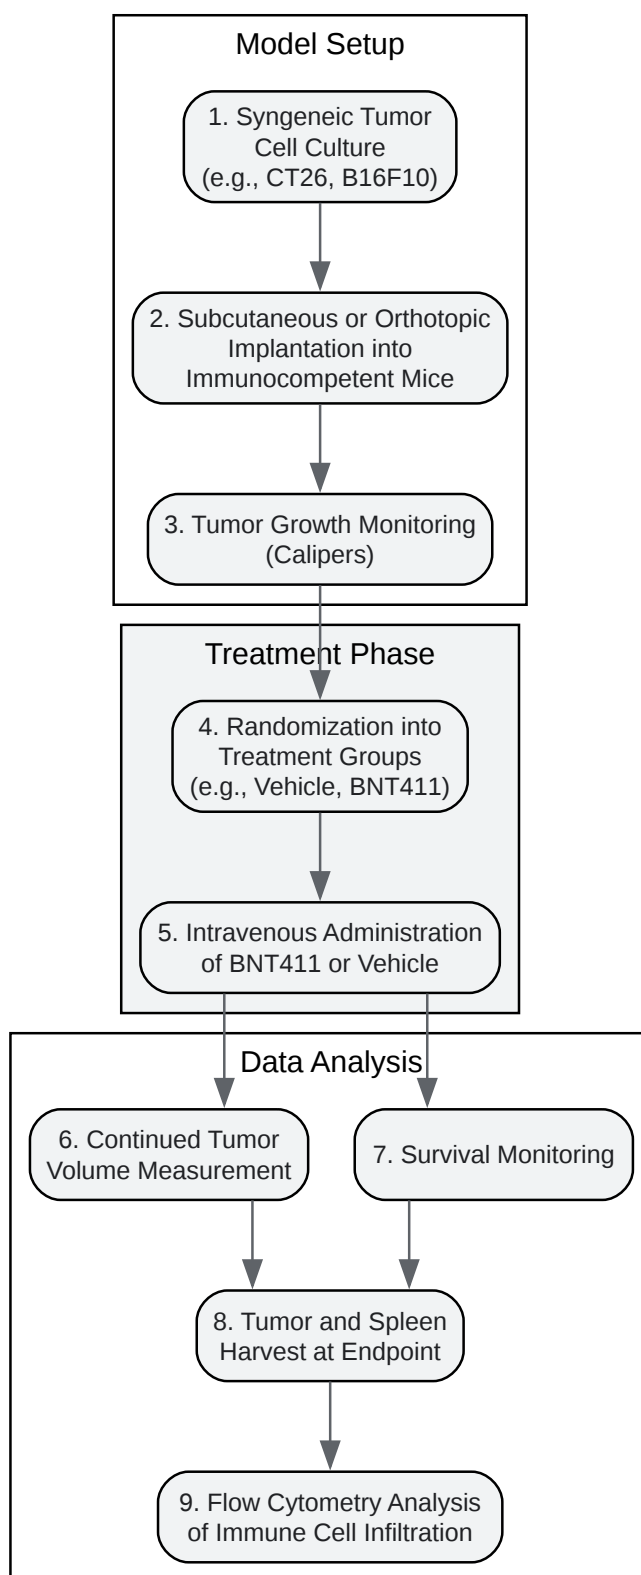 Model Setup
1. Syngeneic Tumor
Cell Culture
(e.g., CT26, B16F10)
2. Subcutaneous or Orthotopic
Implantation into
Immunocompetent Mice
3. Tumor Growth Monitoring
(Calipers)
Treatment Phase
4. Randomization into
Treatment Groups
(e.g., Vehicle, BNT411)
5. Intravenous Administration
of BNT411 or Vehicle
Data Analysis
6. Continued Tumor
Volume Measurement
7. Survival Monitoring
8. Tumor and Spleen
Harvest at Endpoint
9. Flow Cytometry Analysis
of Immune Cell Infiltration